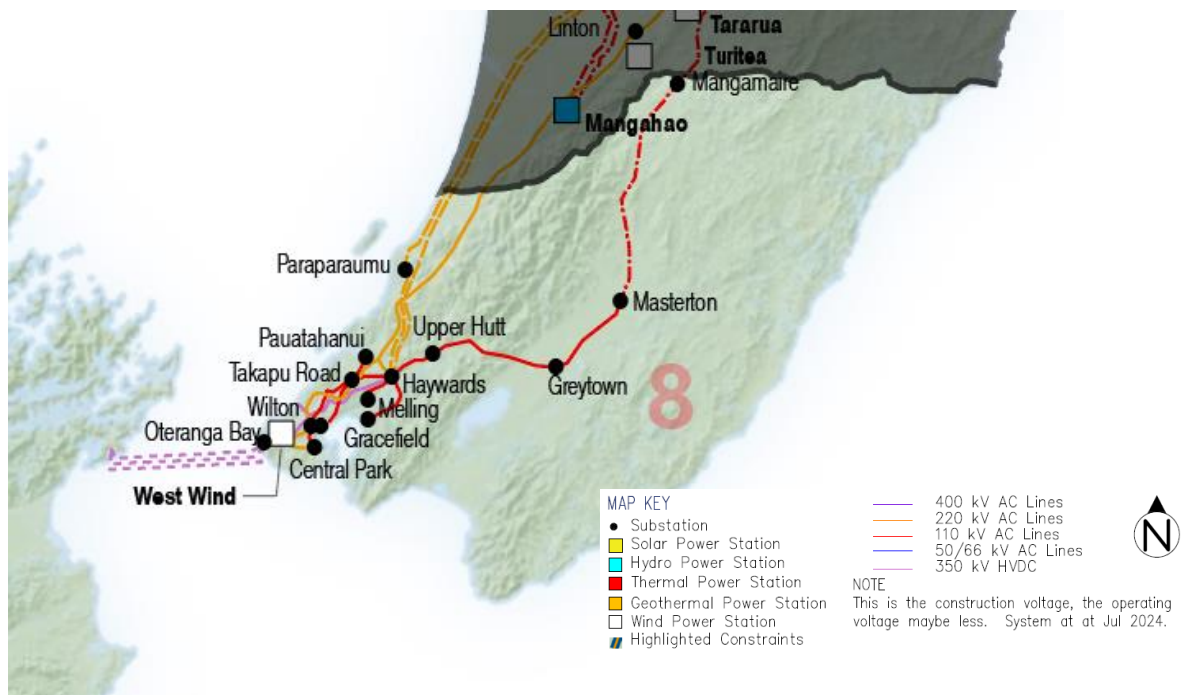 Linton
Tararua
Turitea
Mangamaire
Mangahao
Paraparaumu
Masterton
Upper Hutt
Pauatahanui
Takapu Road
Haywards
Greytown
8
Wilton
Melling
Oteranga Bay
Gracefield
Central Park
West Wind
MAP KEY
Substation
Solar Power Station
Hydro Power Station
Thermal Power Station
Geothermal Power Station
Wind Power Station
Highlighted Constraints
400 kV AC Lines
220 kV AC Lines
110 kV AC Lines
50/66 kV AC Lines
350 kV HVDC
NOTE
This is the construction voltage, the operating
voltage maybe less. System at at Jul 2024.
N